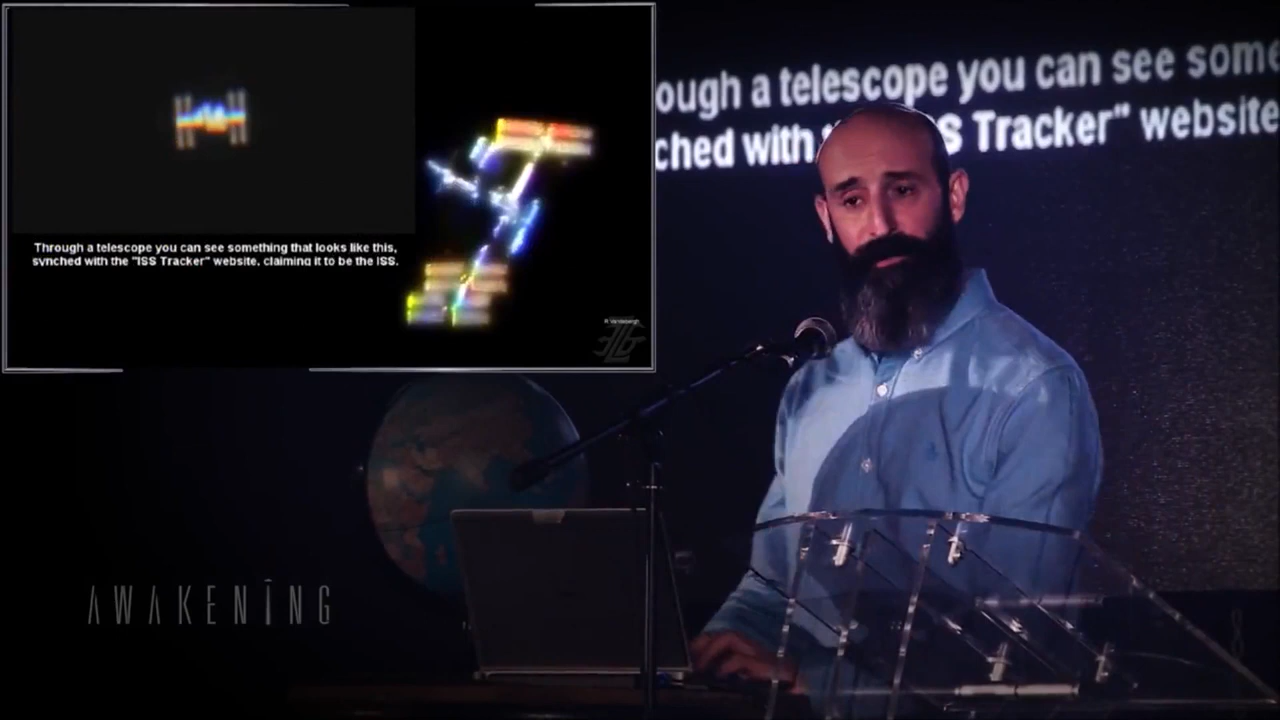 Through a telescope you can see something that looks like this,
synched with the "ISS Tracker" website, claiming it to be the ISS.
ough a telescope you can see some
ched with S Tracker" website
AWAKENING